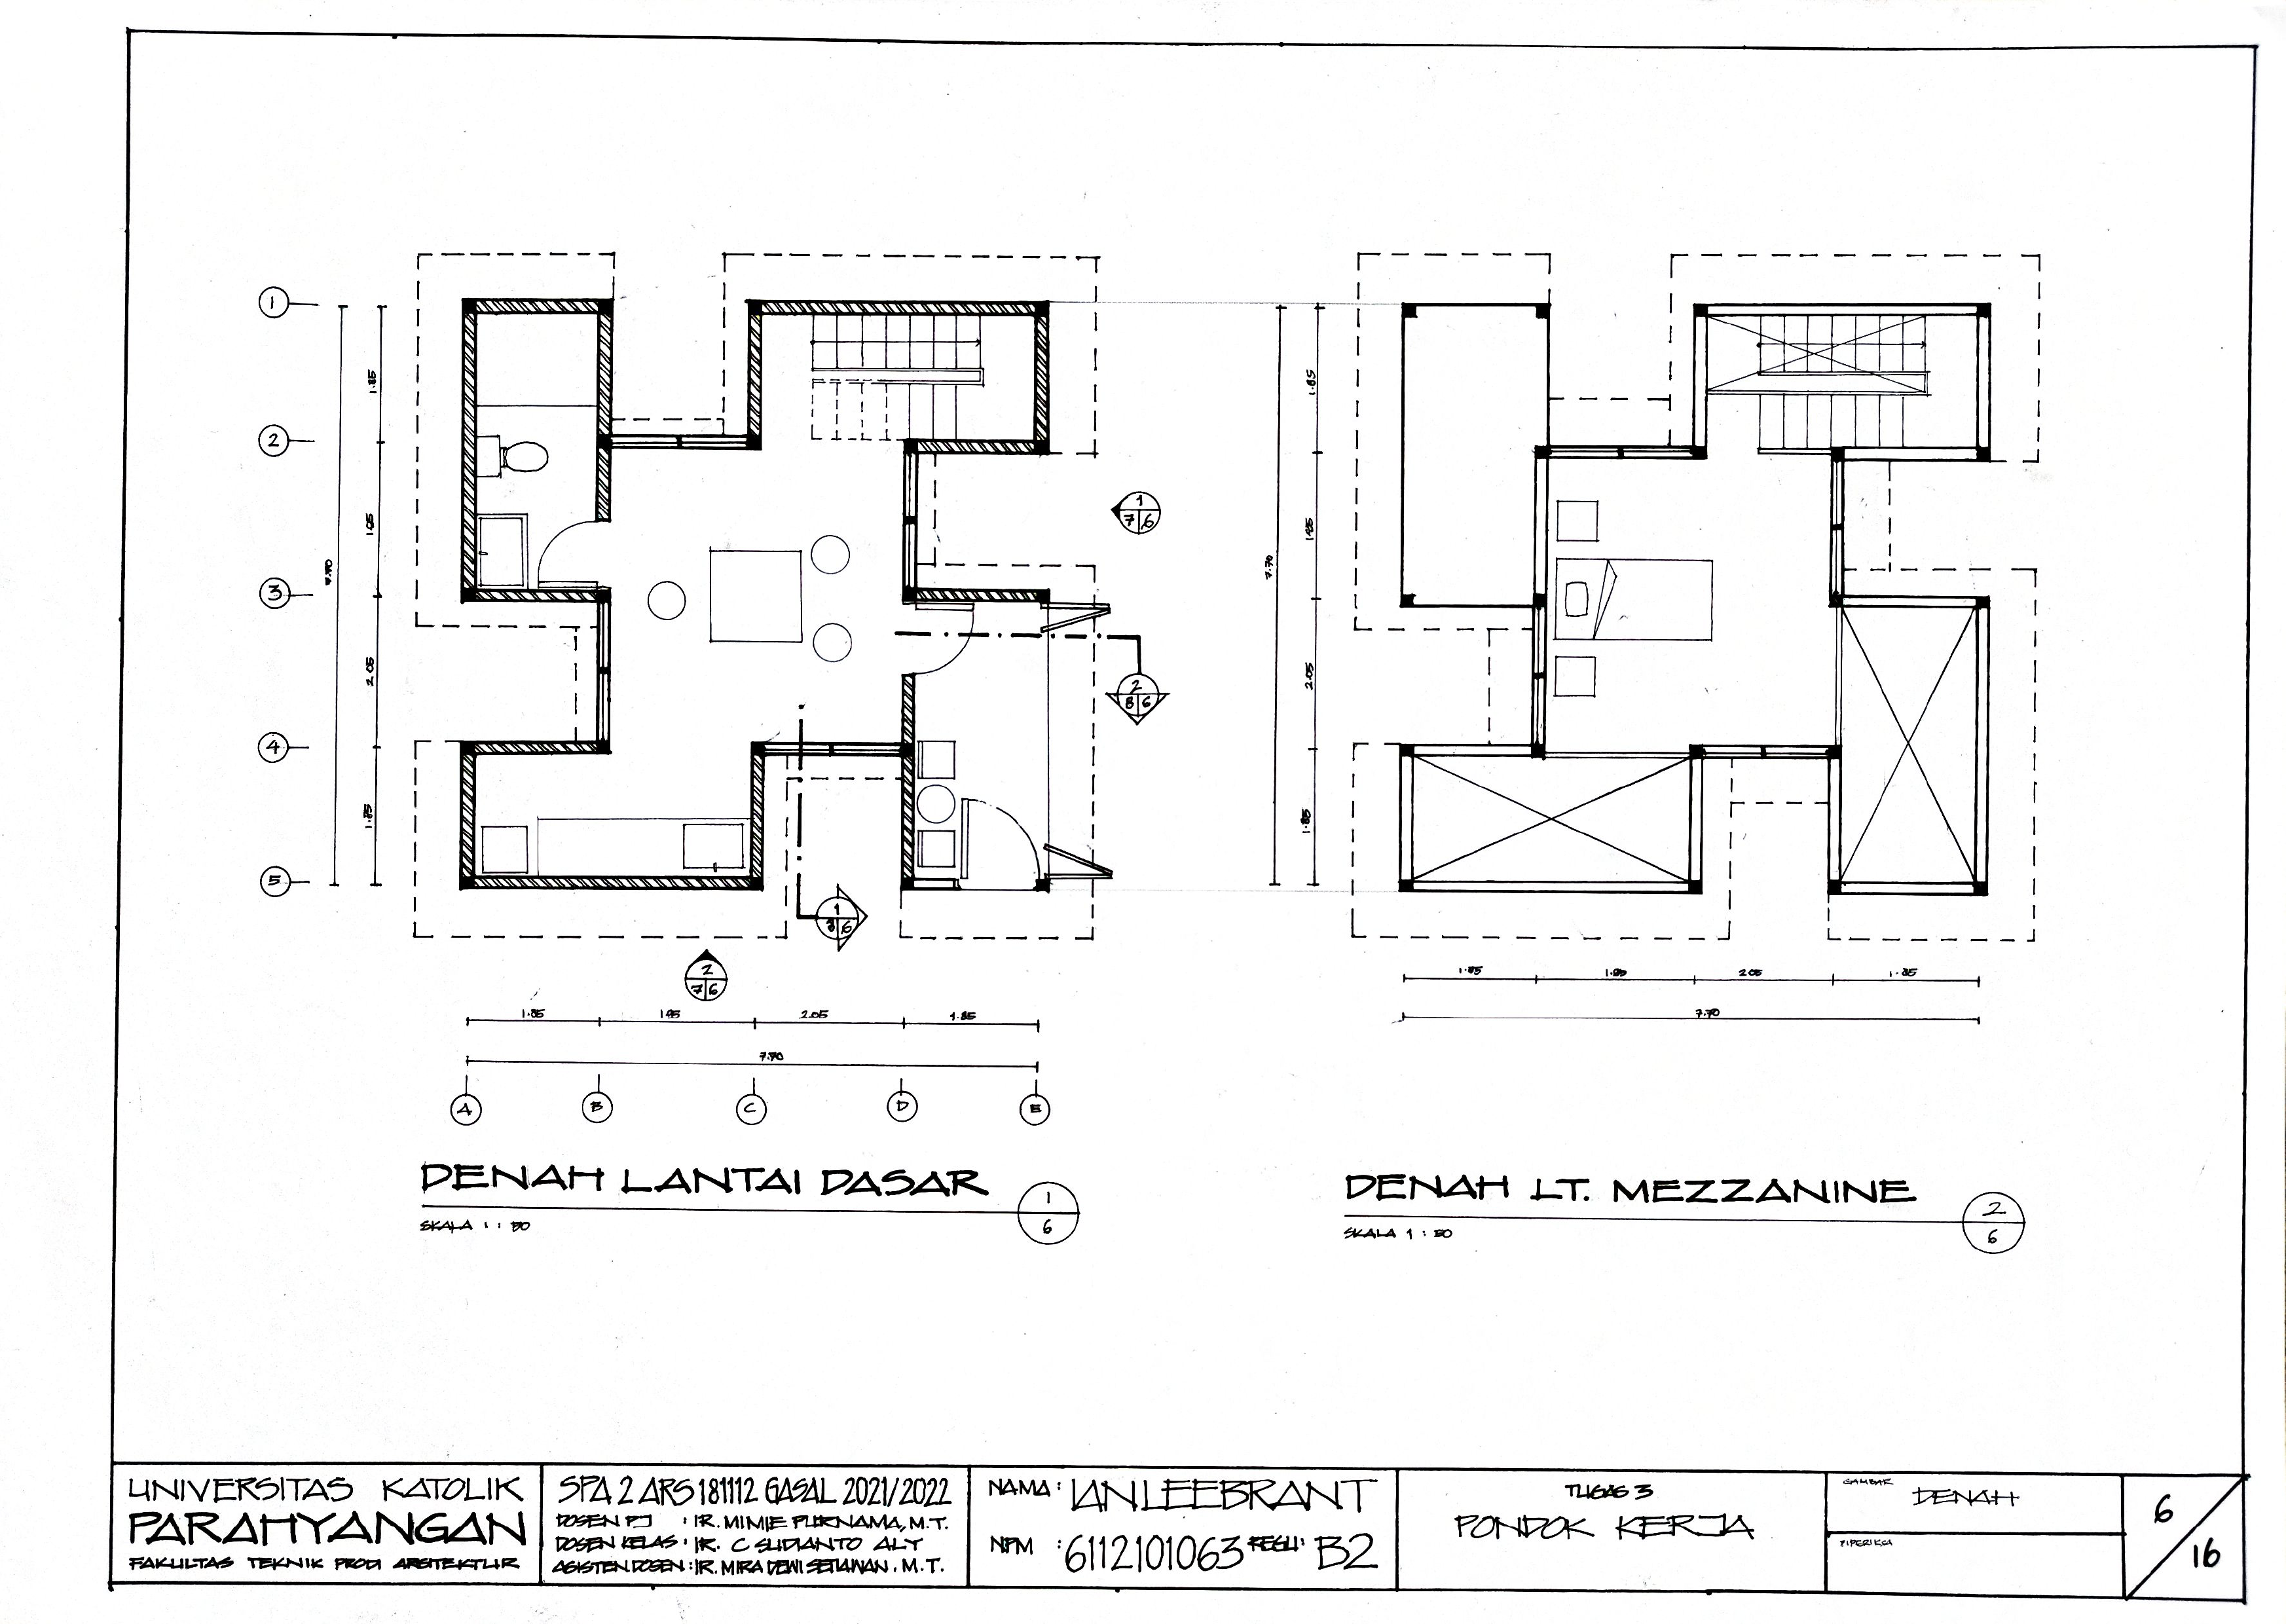 1
2
3
4
5
1.85
1.95
2.05
1.85
7.70
1
7 6
2
8 6
1
8 6
2
7 6
1.85
1.95
2.05
1.85
7.70
A
B
C
D
E
DENAH LANTAI DASAR
1
6
SKALA 1 : 50
1.85
1.95
2.05
1.85
7.70
1.85
1.95
2.05
1.85
7.70
DENAH LT. MEZZANINE
2
6
SKALA 1 : 50
UNIVERSITAS KATOLIK
PARAHYANGAN
FAKULTAS TEKNIK PRODI ARSITEKTUR
SPA 2 ARS 181112 GASAL 2021/2022
DOSEN PJ : IR. MIMIE PURNAMA, M.T.
DOSEN KELAS : IR. C SUDIANTO ALY
ASISTEN DOSEN : IR. MIRA DEWI SETIAWAN. M.T.
NAMA : IAN LEEBRANT
NPM : 6112101063 REGU : B2
TUGAS 3
PONDOK KERJA
GAMBAR
DENAH
DIPERIKSA
6
16